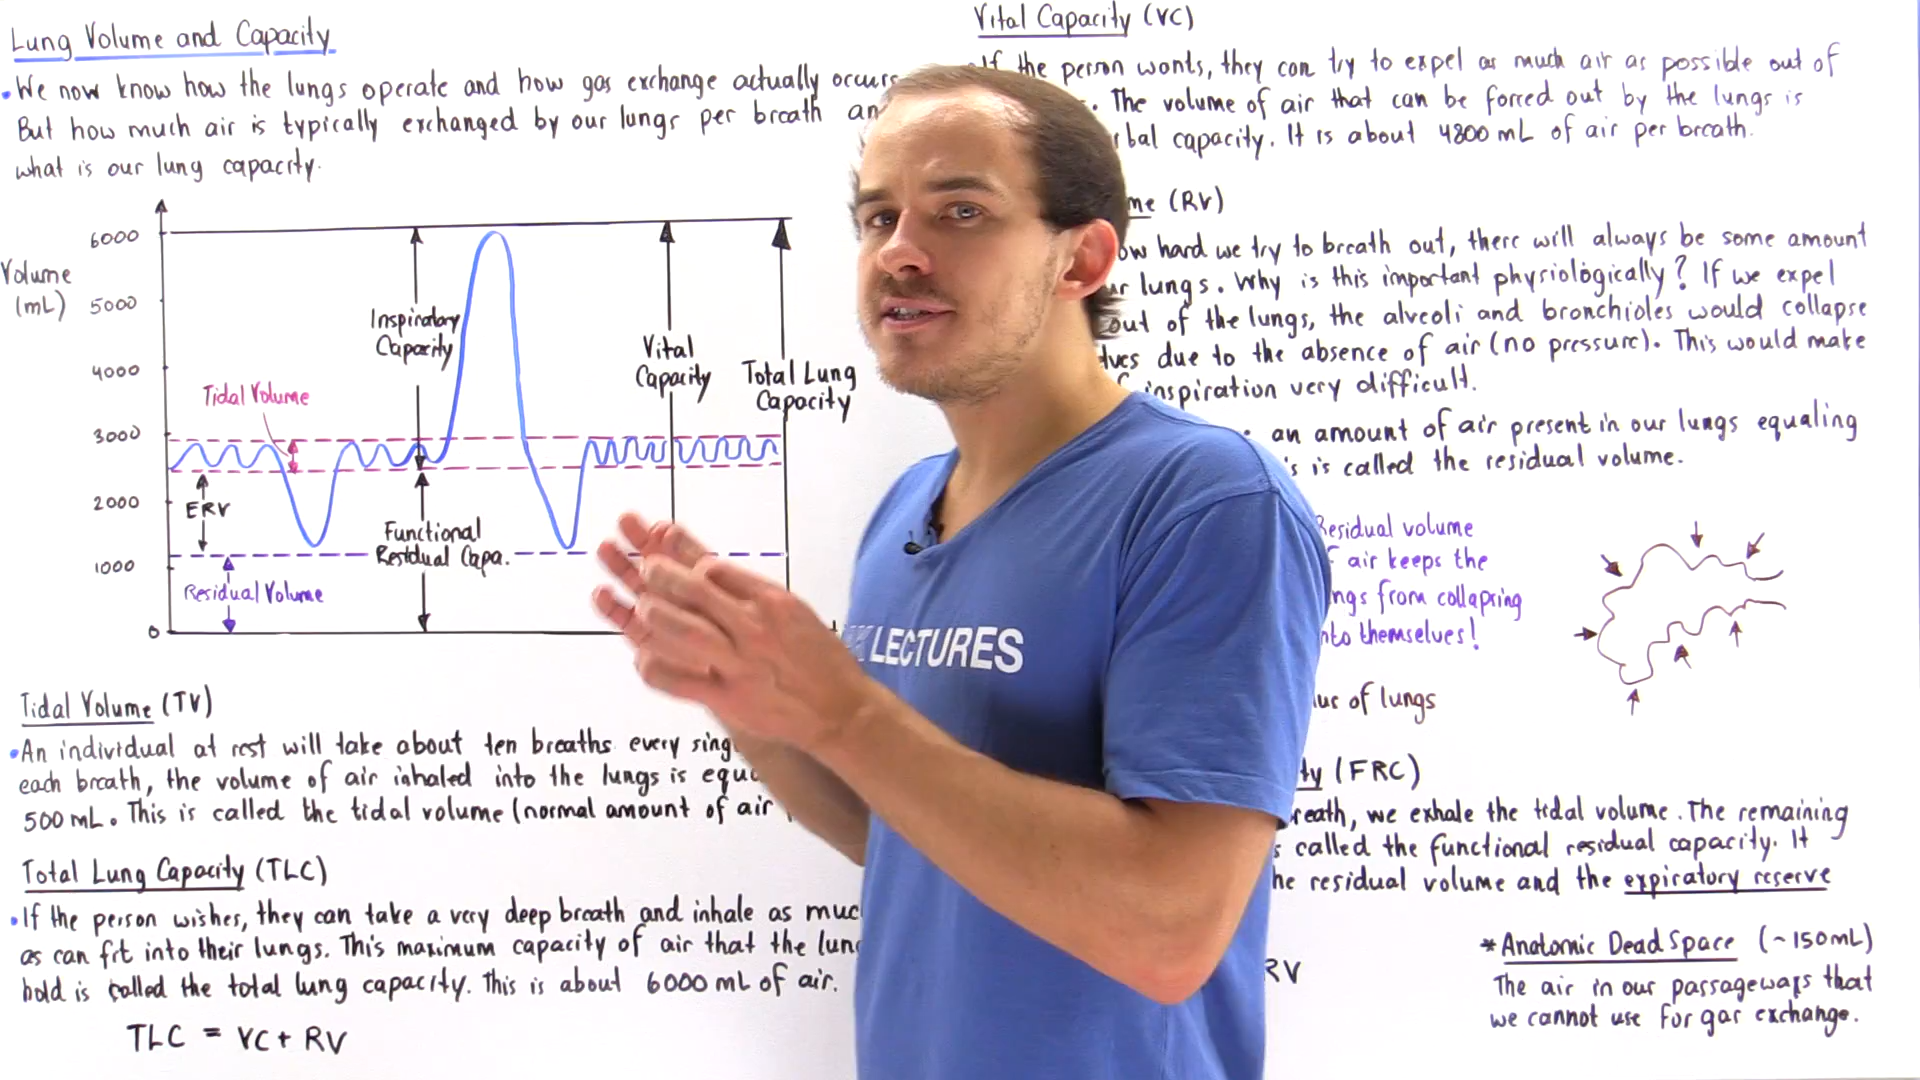 Lung Volume and Capacity
• We now know how the lungs operate and how gas exchange actually occurs
But how much air is typically exchanged by our lungs per breath an
what is our lung capacity.
Volume
(mL)
6000
5000
4000
3000
2000
1000
0
Tidal Volume
ERV
Residual Volume
Inspiratory
Capacity
Functional
Residual Capa.
Vital
Capacity
Total Lung
Capacity
Tidal Volume (TV)
• An individual at rest will take about ten breaths every sing
each breath, the volume of air inhaled into the lungs is equa
500 mL. This is called the tidal volume (normal amount of air
Total Lung Capacity (TLC)
• If the person wishes, they can take a very deep breath and inhale as muc
as can fit into their lungs. This maximum capacity of air that the lung
hold is called the total lung capacity. This is about 6000 mL of air.
TLC = VC + RV
LECTURES
Vital Capacity (VC)
If the person wants, they can try to expel as much air as possible out of
. The volume of air that can be forced out by the lungs is
capacity. It is about 4800 mL of air per breath.
me (RV)
ow hard we try to breath out, there will always be some amount
ur lungs. Why is this important physiologically? If we expel
out of the lungs, the alveoli and bronchioles would collapse
lves due to the absence of air (no pressure). This would make
inspiration very difficult.
an amount of air present in our lungs equaling
s is called the residual volume.
Residual volume
air keeps the
ngs from collapsing
nto themselves!
of lungs
ty (FRC)
reath, we exhale the tidal volume. The remaining
s called the functional residual capacity. It
he residual volume and the expiratory reserve
RV
* Anatomic Dead Space (~150mL)
The air in our passageways that
we cannot use for gas exchange.